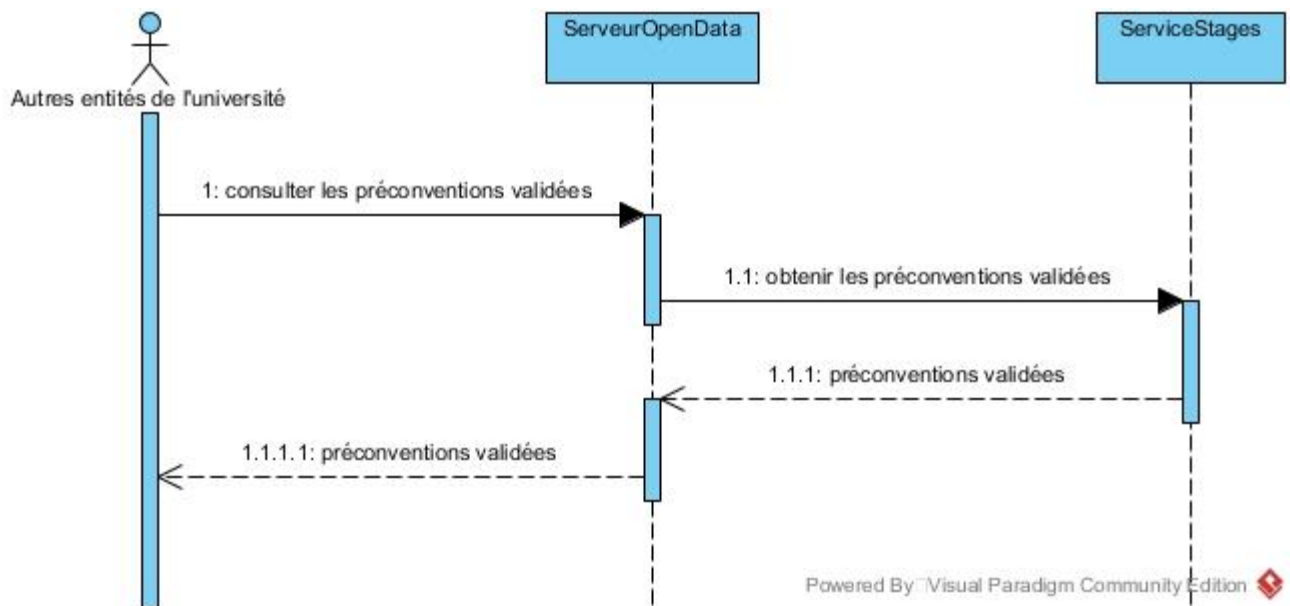 ServeurOpenData
ServiceStages
Autres entités de l'université
1: consulter les préconventions validées
1.1: obtenir les préconventions validées
1.1.1: préconventions validées
1.1.1.1: préconventions validées
Powered By Visual Paradigm Community Edition